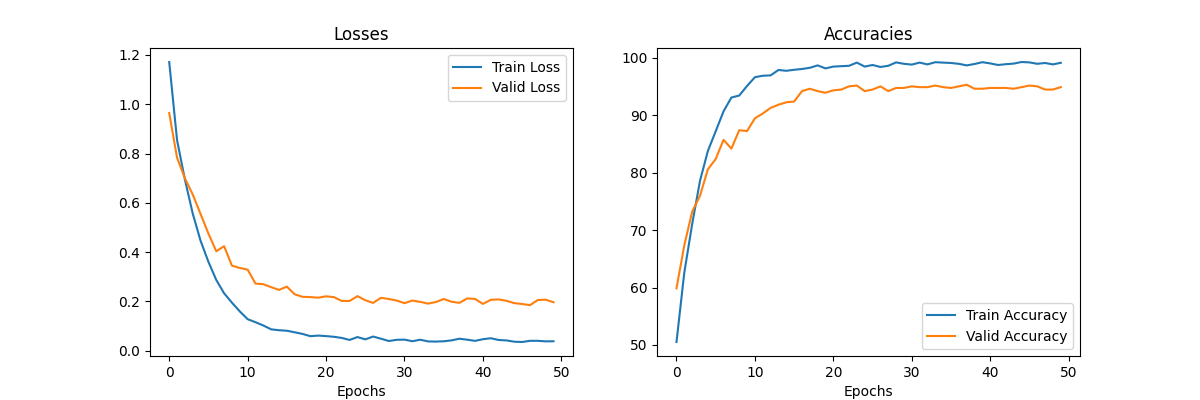 Losses
1.2
1.0
0.8
0.6
0.4
0.2
0.0
Train Loss
Valid Loss
0 10 20 30 40 50
Epochs
Accuracies
100
90
80
70
60
50
Train Accuracy
Valid Accuracy
0 10 20 30 40 50
Epochs